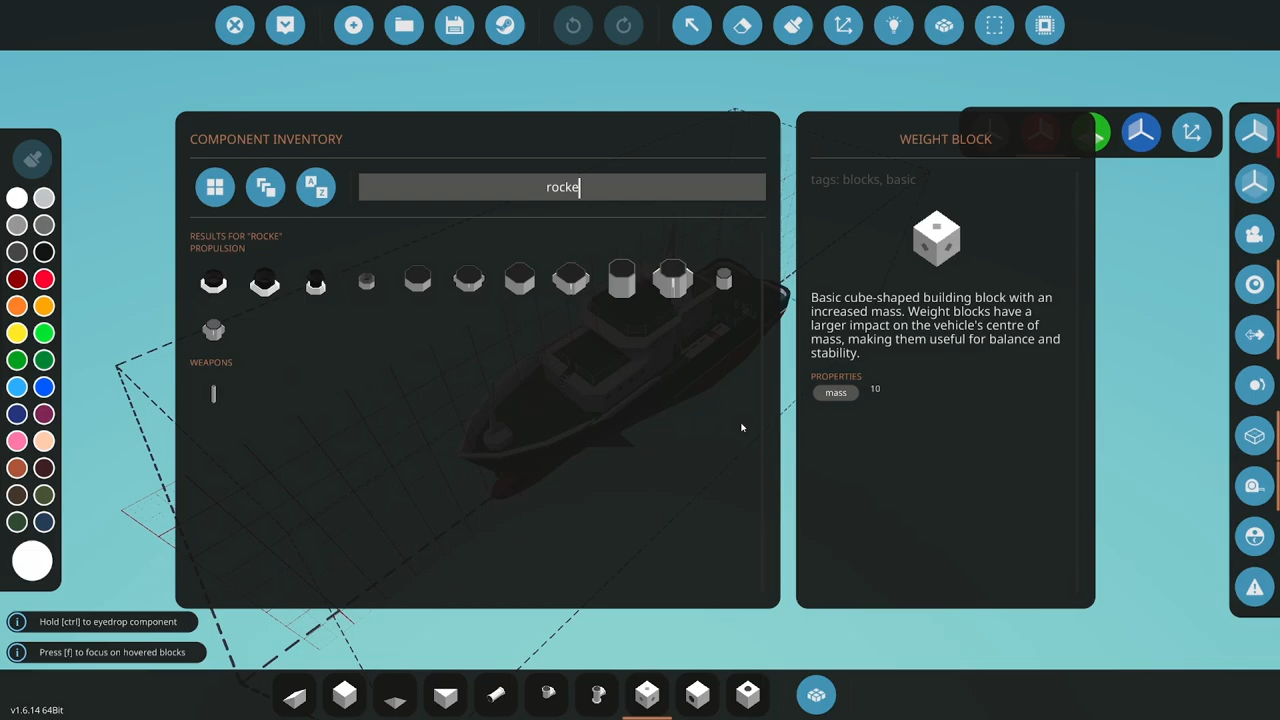 COMPONENT INVENTORY
rocke
RESULTS FOR "ROCKE"
PROPULSION
WEAPONS
WEIGHT BLOCK
tags: blocks, basic
Basic cube-shaped building block with an
increased mass. Weight blocks have a
larger impact on the vehicle's centre of
mass, making them useful for balance and
stability.
PROPERTIES
mass 10
Hold [ctrl] to eyedrop component
Press [f] to focus on hovered blocks
v1.6.14 64Bit